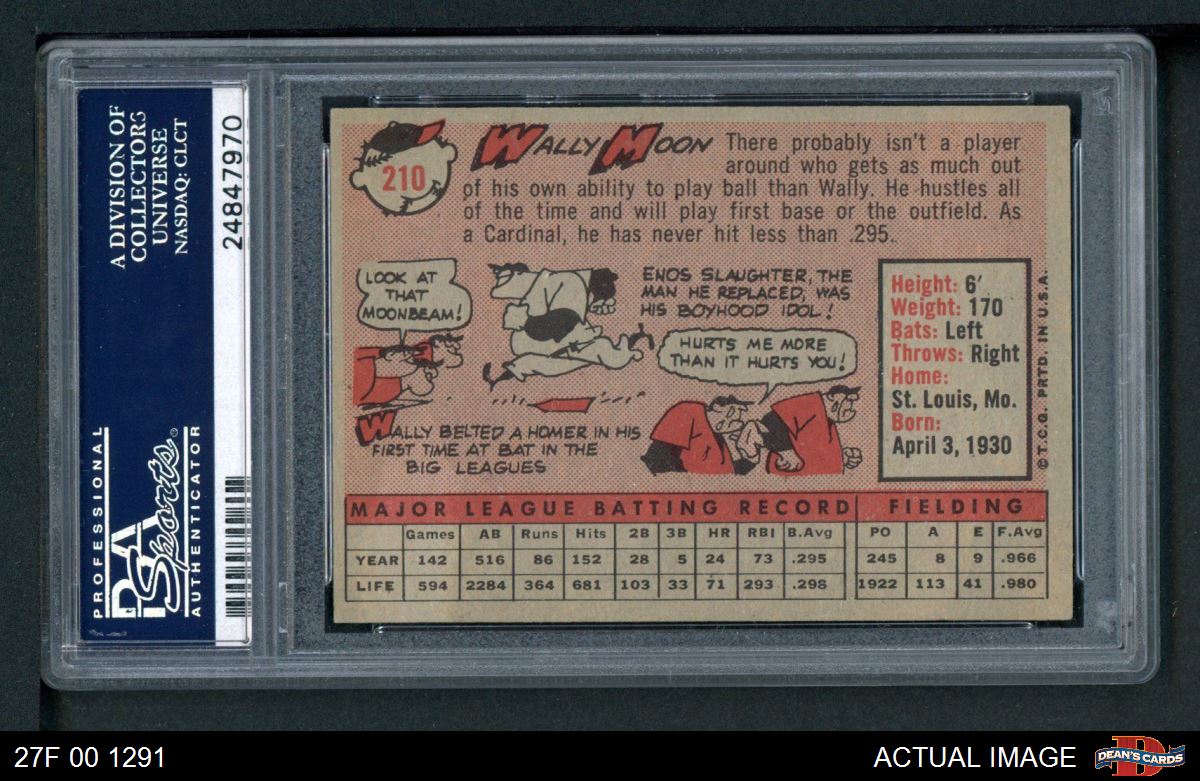 A DIVISION OF
COLLECTORS
UNIVERSE
NASDAQ: CLCT
24847970
PROFESSIONAL
PSA
Sports®
AUTHENTICATOR
210
WALLY MOON
There probably isn't a player
around who gets as much out
of his own ability to play ball than Wally. He hustles all
of the time and will play first base or the outfield. As
a Cardinal, he has never hit less than .295.
LOOK AT
THAT
MOONBEAM!
ENOS SLAUGHTER, THE
MAN HE REPLACED, WAS
HIS BOYHOOD IDOL!
HURTS ME MORE
THAN IT HURTS YOU!
WALLY BELTED A HOMER IN HIS
FIRST TIME AT BAT IN THE
BIG LEAGUES
Height: 6'
Weight: 170
Bats: Left
Throws: Right
Home:
St. Louis, Mo.
Born:
April 3, 1930
©T.C.G. PRTD. IN U.S.A.
MAJOR LEAGUE BATTING RECORD FIELDING
Games AB Runs Hits 2B 3B HR RBI B.Avg PO A E F.Avg
YEAR 142 516 86 152 28 5 24 73 .295 245 8 9 .966
LIFE 594 2284 364 681 103 33 71 293 .298 1922 113 41 .980
27F 00 1291
ACTUAL IMAGE
D
DEAN'S CARDS